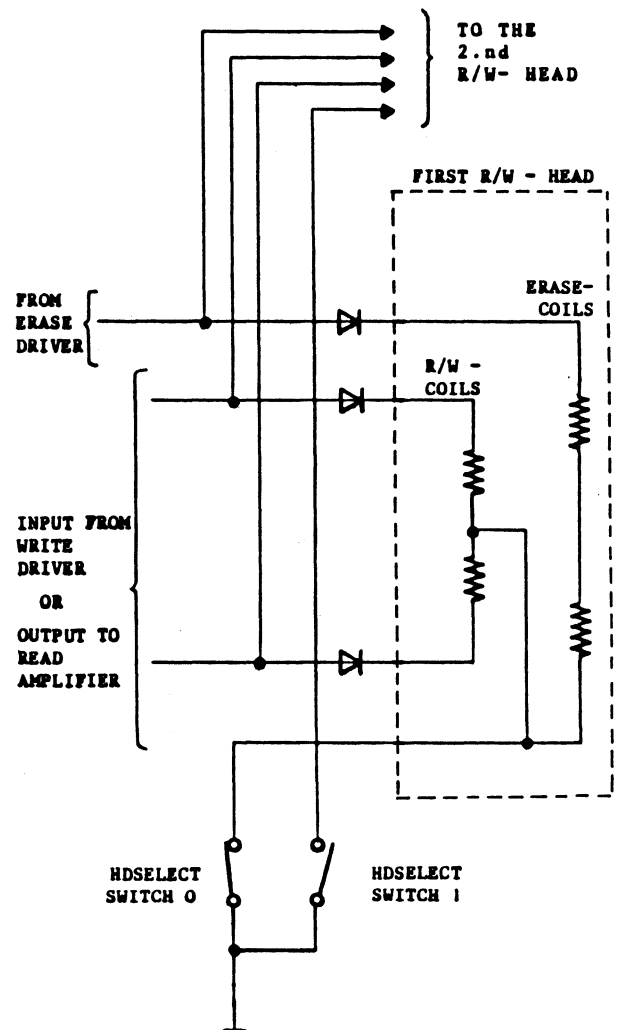 TO THE
2.nd
R/W- HEAD
FIRST R/W - HEAD
FROM
ERASE
DRIVER
ERASE-
COILS
R/W -
COILS
INPUT FROM
WRITE
DRIVER
OR
OUTPUT TO
READ
AMPLIFIER
HDSELECT
SWITCH 0
HDSELECT
SWITCH 1